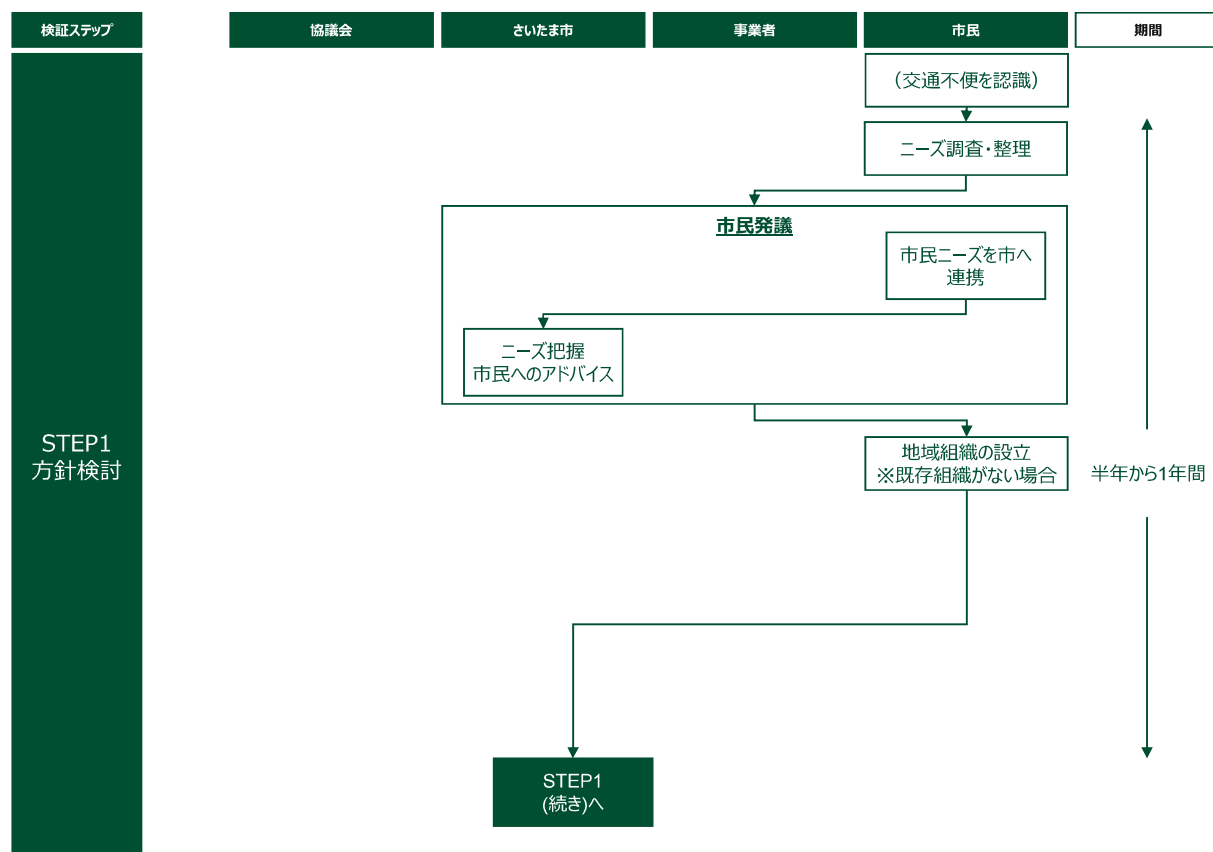 検証ステップ
協議会
さいたま市
事業者
市民
期間
STEP1
方針検討
(交通不便を認識)
ニーズ調査・整理
市民発議
市民ニーズを市へ
連携
ニーズ把握
市民へのアドバイス
地域組織の設立
※既存組織がない場合
半年から1年間
STEP1
(続き)へ